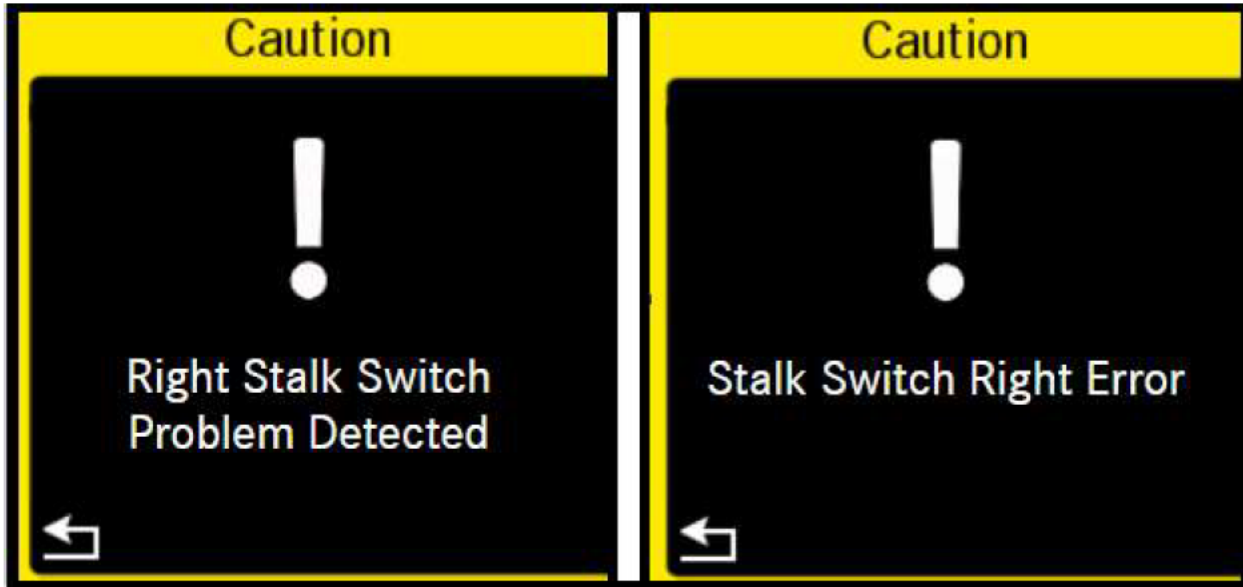 Caution
Right Stalk Switch
Problem Detected
Caution
Stalk Switch Right Error